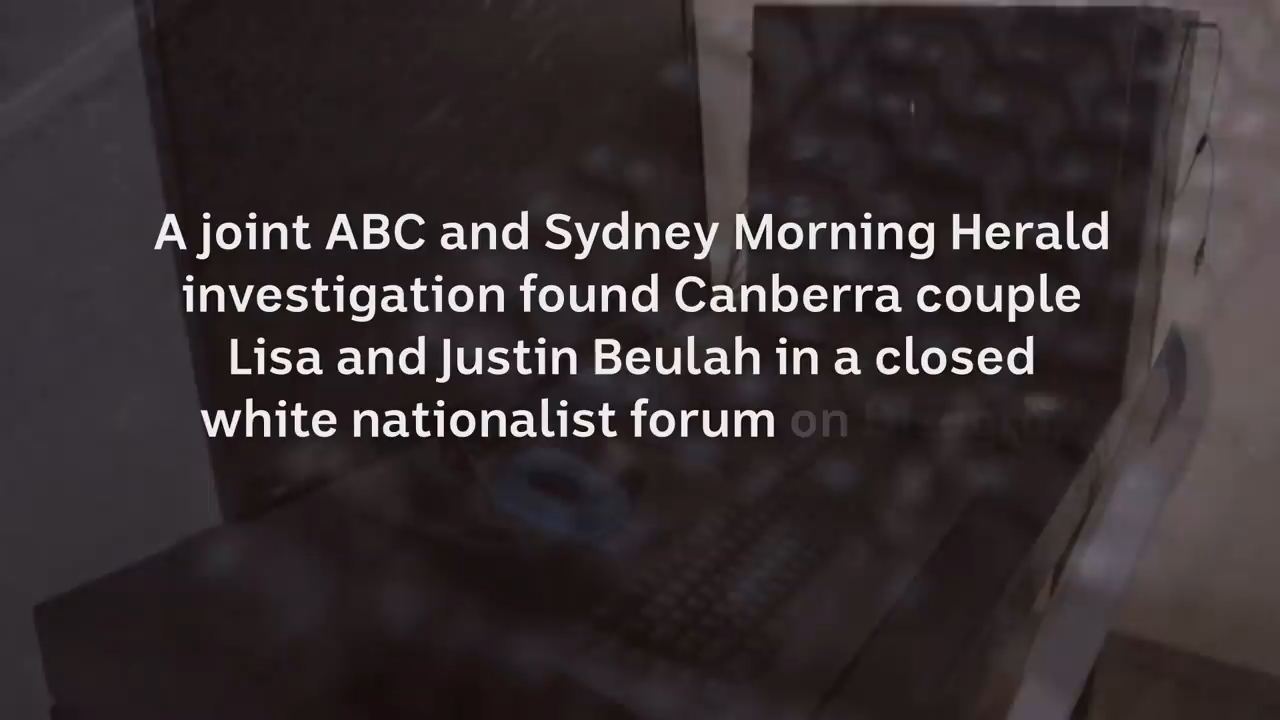 A joint ABC and Sydney Morning Herald
investigation found Canberra couple
Lisa and Justin Beulah in a closed
white nationalist forum on